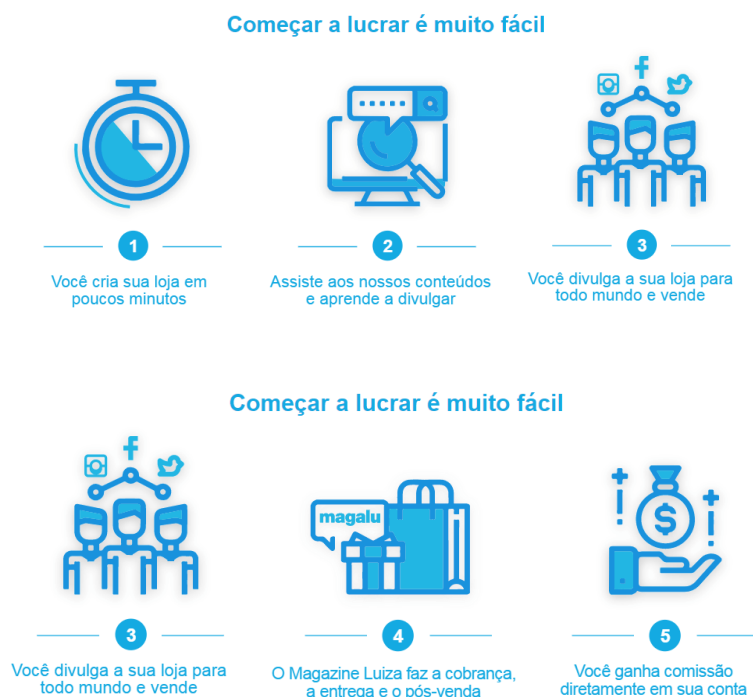 Começar a lucrar é muito fácil
1
2
3
Você cria sua loja em
poucos minutos
Assiste aos nossos conteúdos
e aprende a divulgar
Você divulga a sua loja para
todo mundo e vende
Começar a lucrar é muito fácil
magalu
3
4
5
Você divulga a sua loja para
todo mundo e vende
O Magazine Luiza faz a cobrança,
a entrega e o pós-venda
Você ganha comissão
diretamente em sua conta